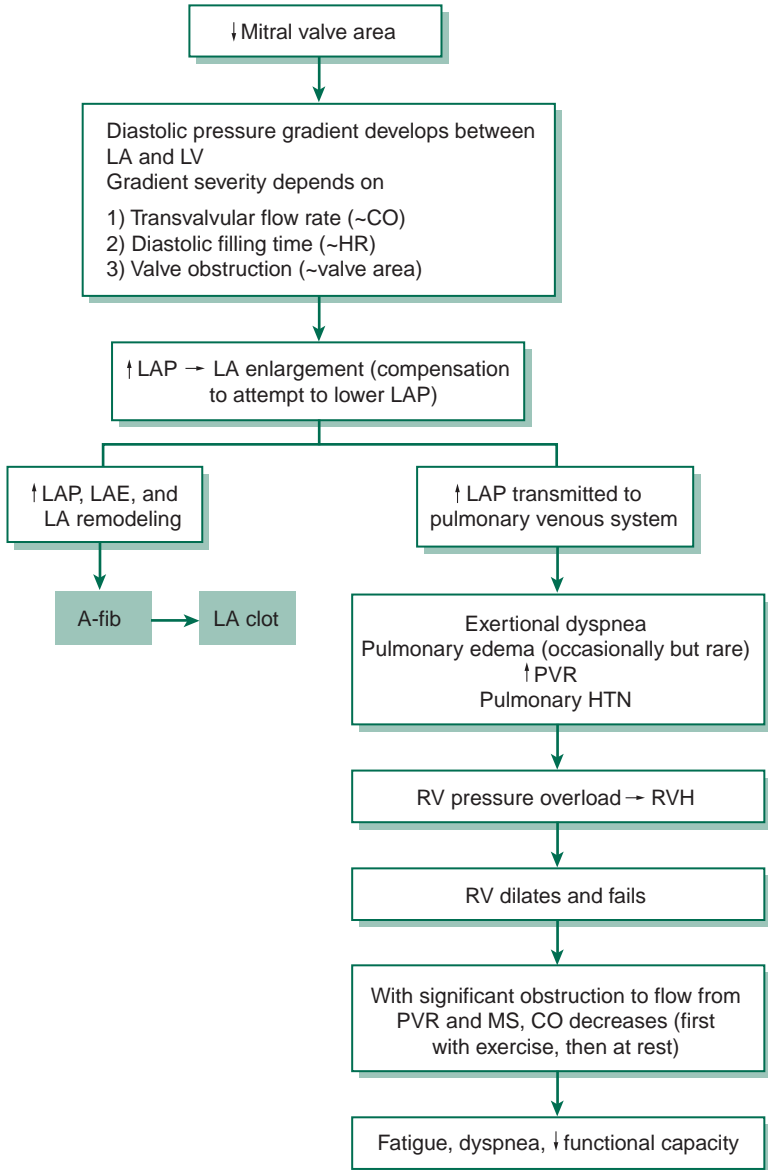 ↓Mitral valve area
Diastolic pressure gradient develops between
LA and LV
Gradient severity depends on
1) Transvalvular flow rate (~CO)
2) Diastolic filling time (~HR)
3) Valve obstruction (~valve area)
↑LAP → LA enlargement (compensation
to attempt to lower LAP)
↑LAP, LAE, and
LA remodeling
A-fib
LA clot
↑LAP transmitted to
pulmonary venous system
Exertional dyspnea
Pulmonary edema (occasionally but rare)
↑PVR
Pulmonary HTN
RV pressure overload → RVH
RV dilates and fails
With significant obstruction to flow from
PVR and MS, CO decreases (first
with exercise, then at rest)
Fatigue, dyspnea, ↓functional capacity